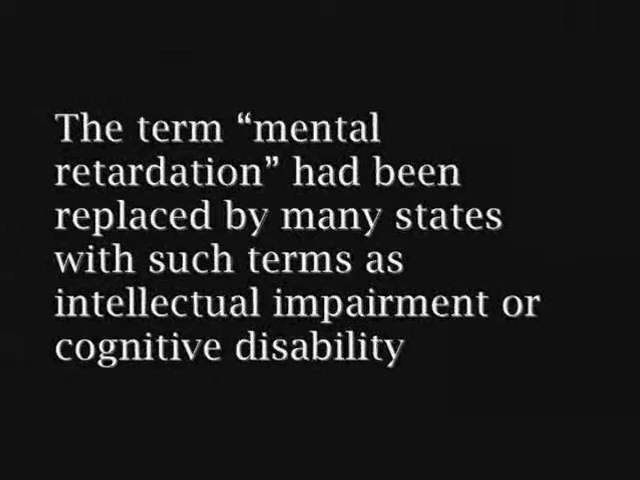 The term “mental
retardation” had been
replaced by many states
with such terms as
intellectual impairment or
cognitive disability